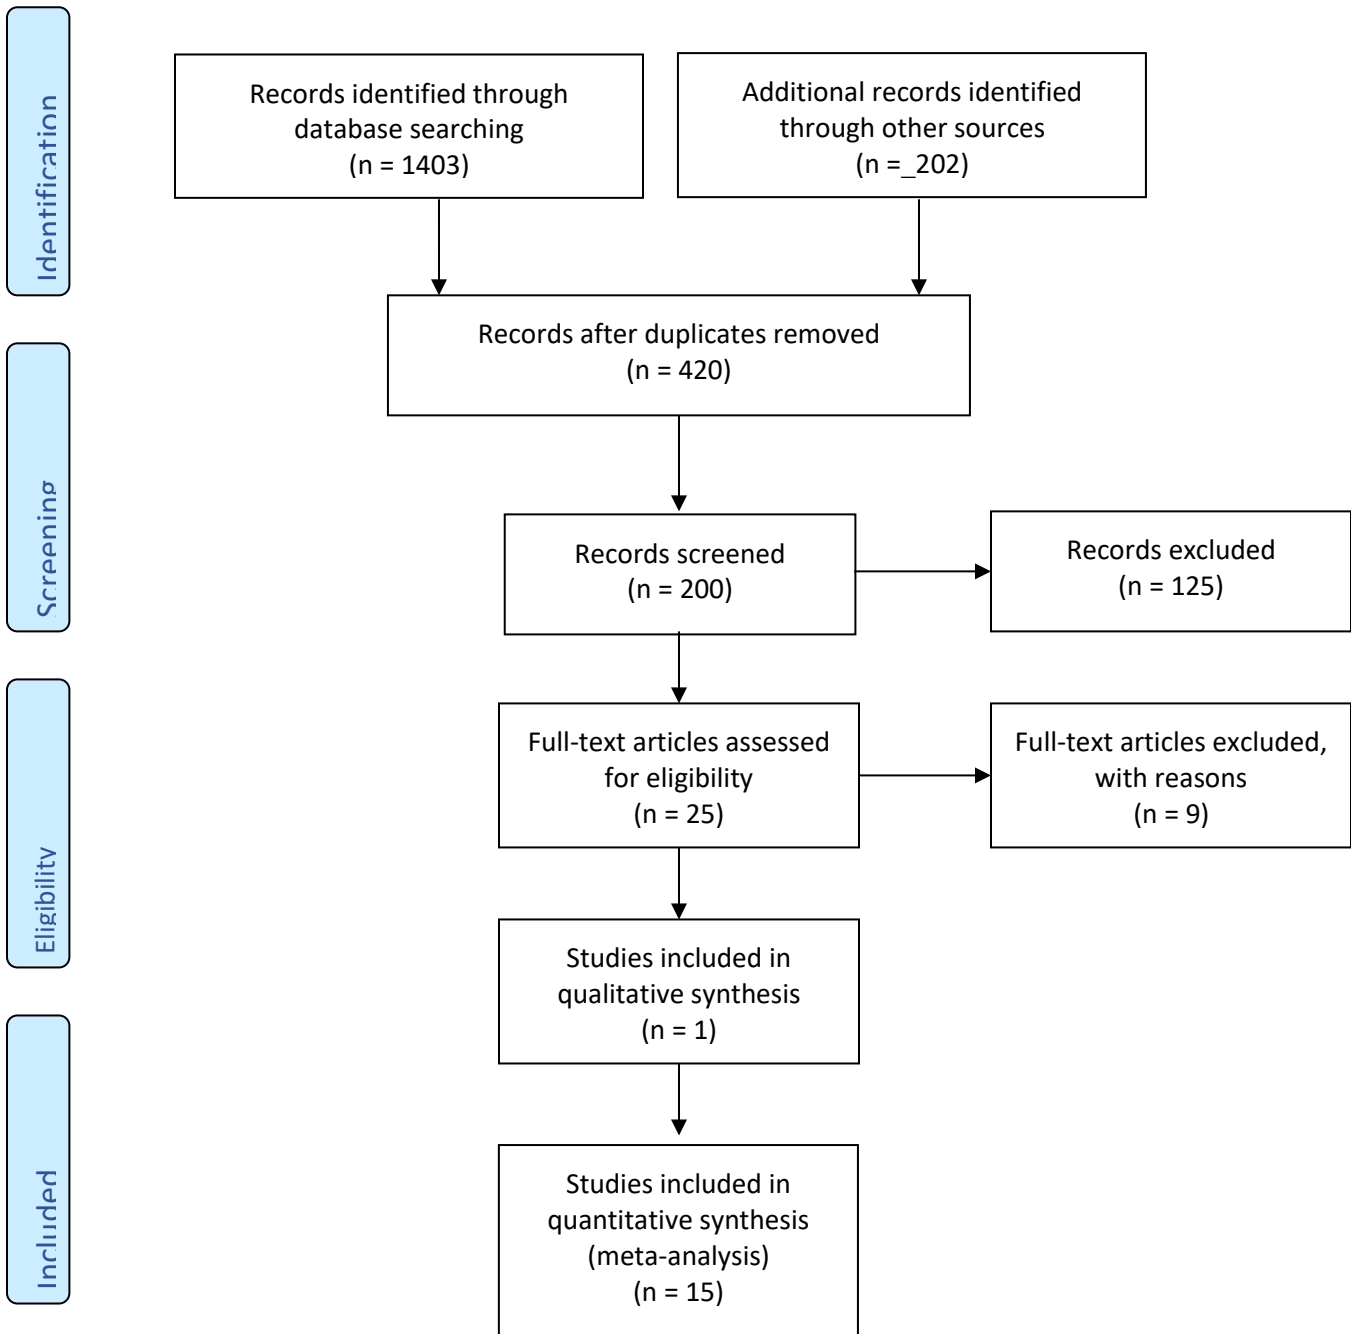 Identification
Records identified through
database searching
(n = 1403)
Additional records identified
through other sources
(n =_202)
Records after duplicates removed
(n = 420)
Screening
Records screened
(n = 200)
Records excluded
(n = 125)
Eligibility
Full-text articles assessed
for eligibility
(n = 25)
Full-text articles excluded,
with reasons
(n = 9)
Studies included in
qualitative synthesis
(n = 1)
Included
Studies included in
quantitative synthesis
(meta-analysis)
(n = 15)